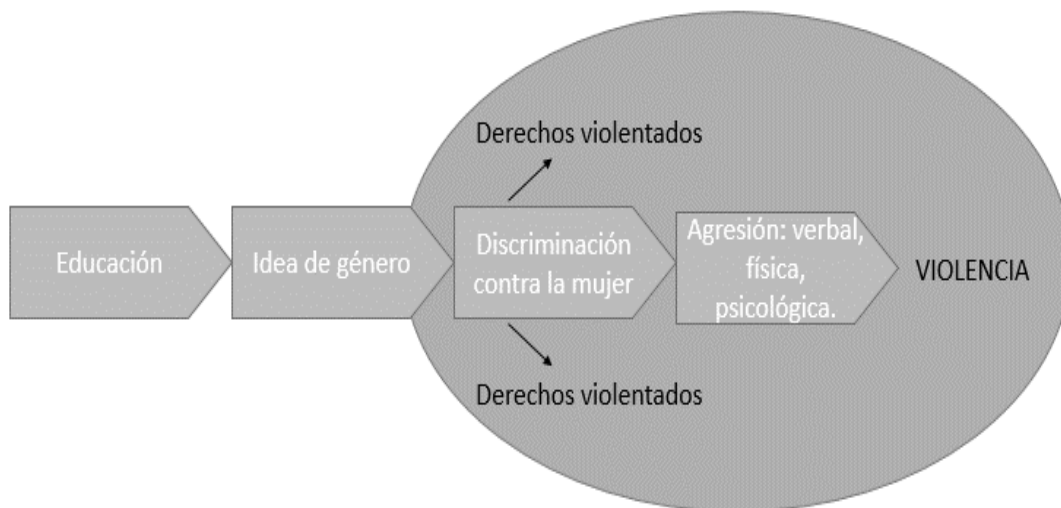 Derechos violentados
Educación
Idea de género
Discriminación
contra la mujer
Agresión: verbal,
física,
psicológica.
VIOLENCIA
Derechos violentados